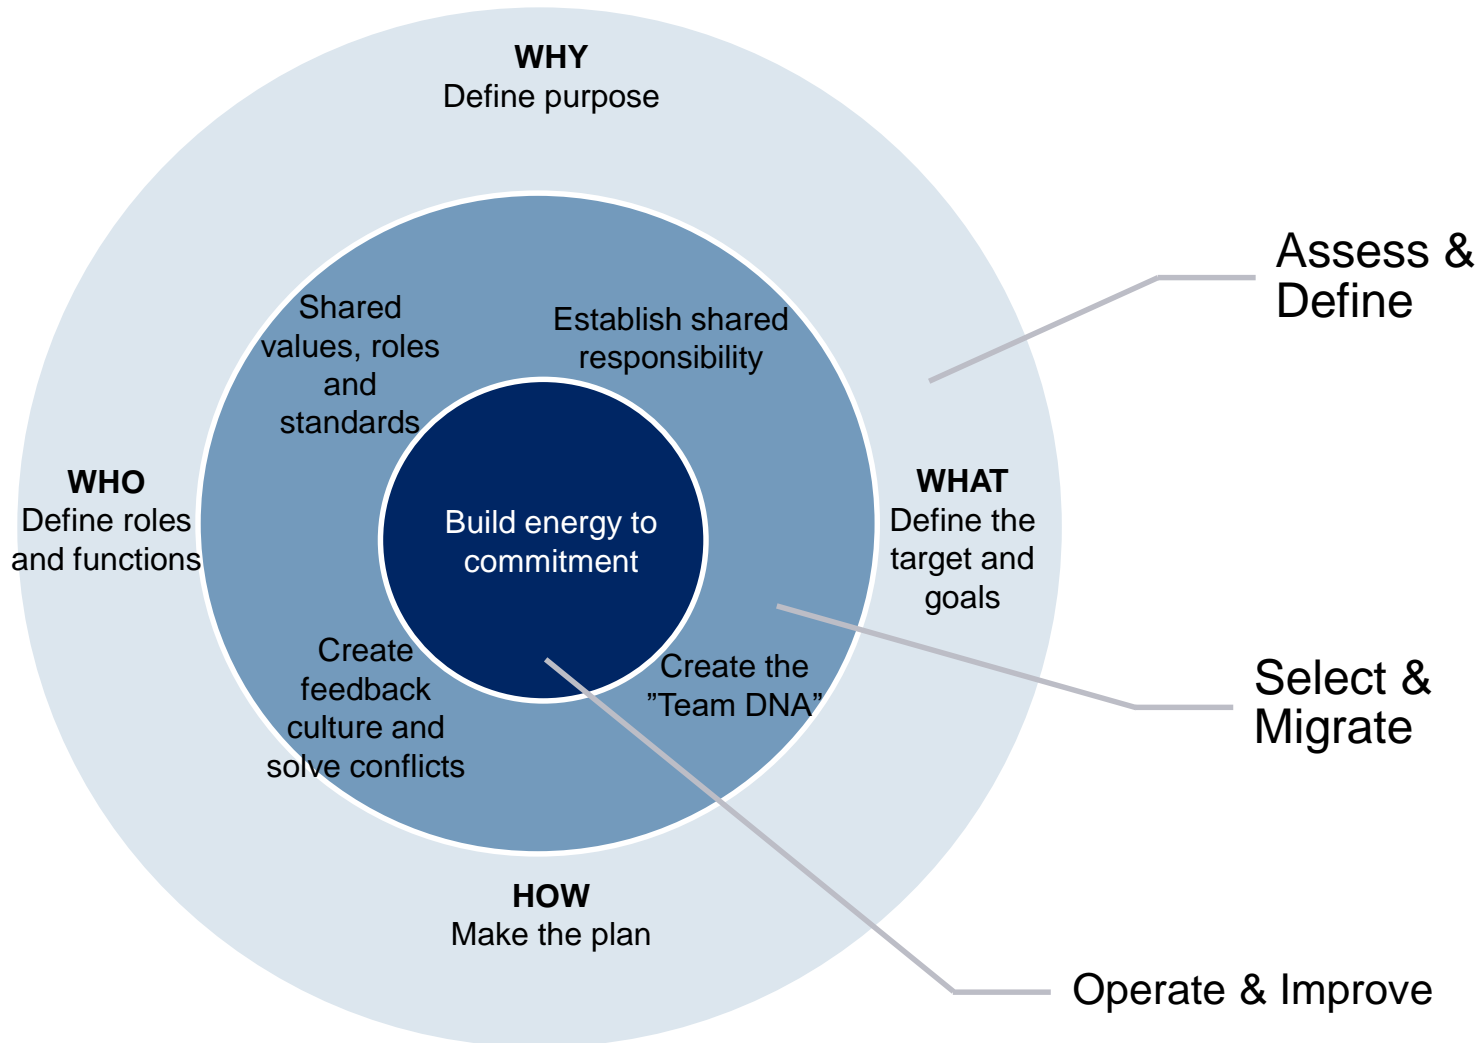 WHY
Define purpose
Assess &
Define
Shared
values, roles
and
standards
Establish shared
responsibility
WHO
Define roles
and functions
Build energy to
commitment
WHAT
Define the
target and
goals
Create
feedback
culture and
solve conflicts
Create the
”Team DNA”
Select &
Migrate
HOW
Make the plan
Operate & Improve